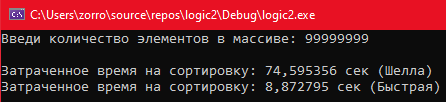 C:\Users\zorro\source\repos\logic2\Debug\logic2.exe
Введи количество элементов в массиве: 99999999
Затраченное время на сортировку: 74,595356 сек (Шелла)
Затраченное время на сортировку: 8,872795 сек (Быстрая)